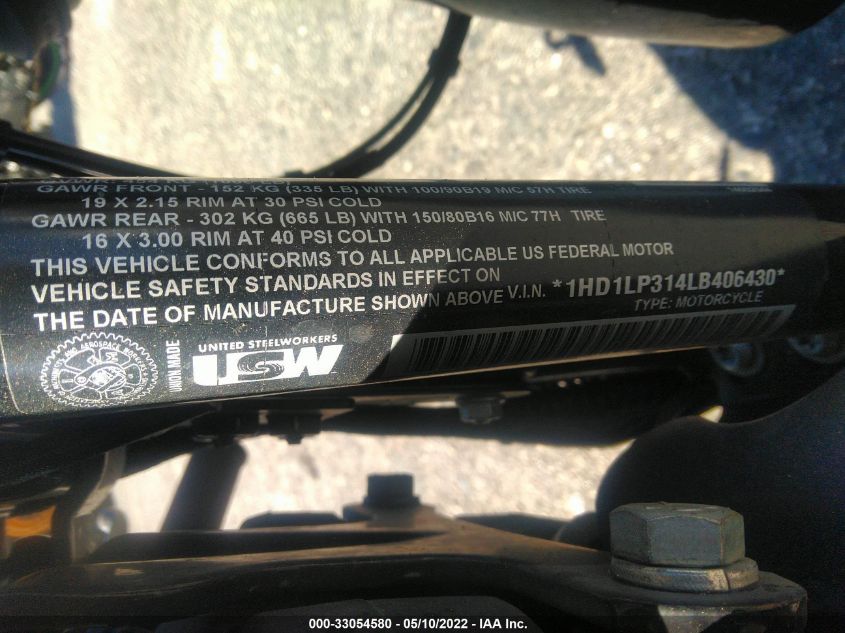 GAWR FRONT - 152 KG (335 LB) WITH 100/90B19 M/C 57H TIRE
19 X 2.15 RIM AT 30 PSI COLD
GAWR REAR - 302 KG (665 LB) WITH 150/80B16 M/C 77H TIRE
16 X 3.00 RIM AT 40 PSI COLD
THIS VEHICLE CONFORMS TO ALL APPLICABLE US FEDERAL MOTOR
VEHICLE SAFETY STANDARDS IN EFFECT ON
THE DATE OF MANUFACTURE SHOWN ABOVE V.I.N. *1HD1LP314LB406430*
TYPE: MOTORCYCLE
UNION MADE
UNITED STEELWORKERS
USW
000-33054580 - 05/10/2022 - IAA Inc.